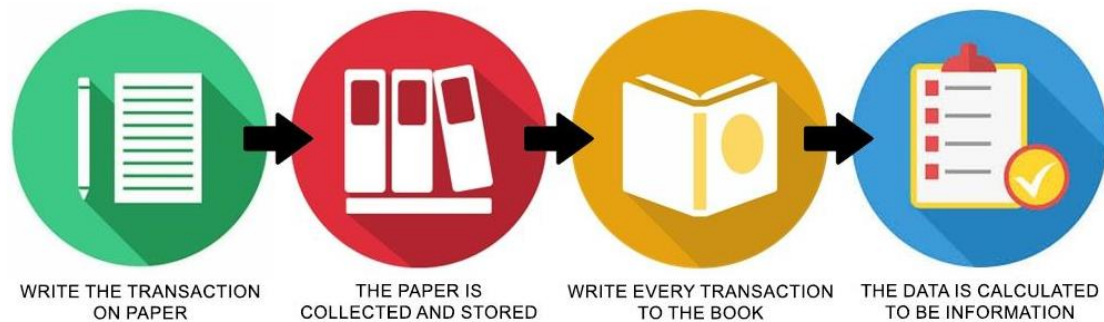 WRITE THE TRANSACTION
ON PAPER
THE PAPER IS
COLLECTED AND STORED
WRITE EVERY TRANSACTION
TO THE BOOK
THE DATA IS CALCULATED
TO BE INFORMATION